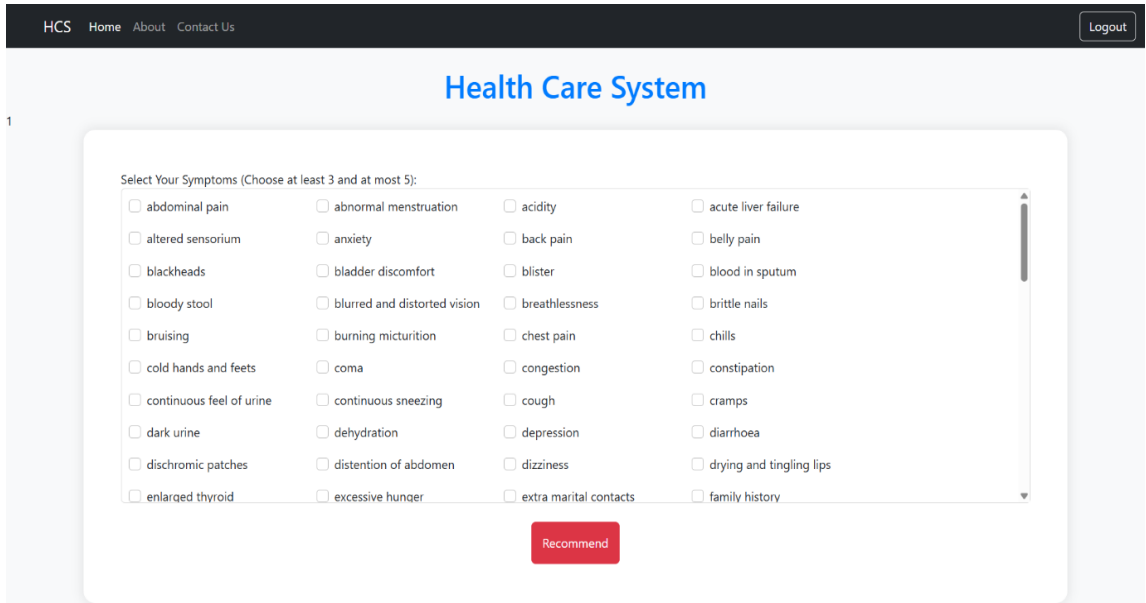 HCS Home About Contact Us Logout
Health Care System
1
Select Your Symptoms (Choose at least 3 and at most 5):
abdominal pain abnormal menstruation acidity acute liver failure
altered sensorium anxiety back pain belly pain
blackheads bladder discomfort blister blood in sputum
bloody stool blurred and distorted vision breathlessness brittle nails
bruising burning micturition chest pain chills
cold hands and feets coma congestion constipation
continuous feel of urine continuous sneezing cough cramps
dark urine dehydration depression diarrhoea
dischromic patches distention of abdomen dizziness drying and tingling lips
enlarged thyroid excessive hunger extra marital contacts family history
Recommend